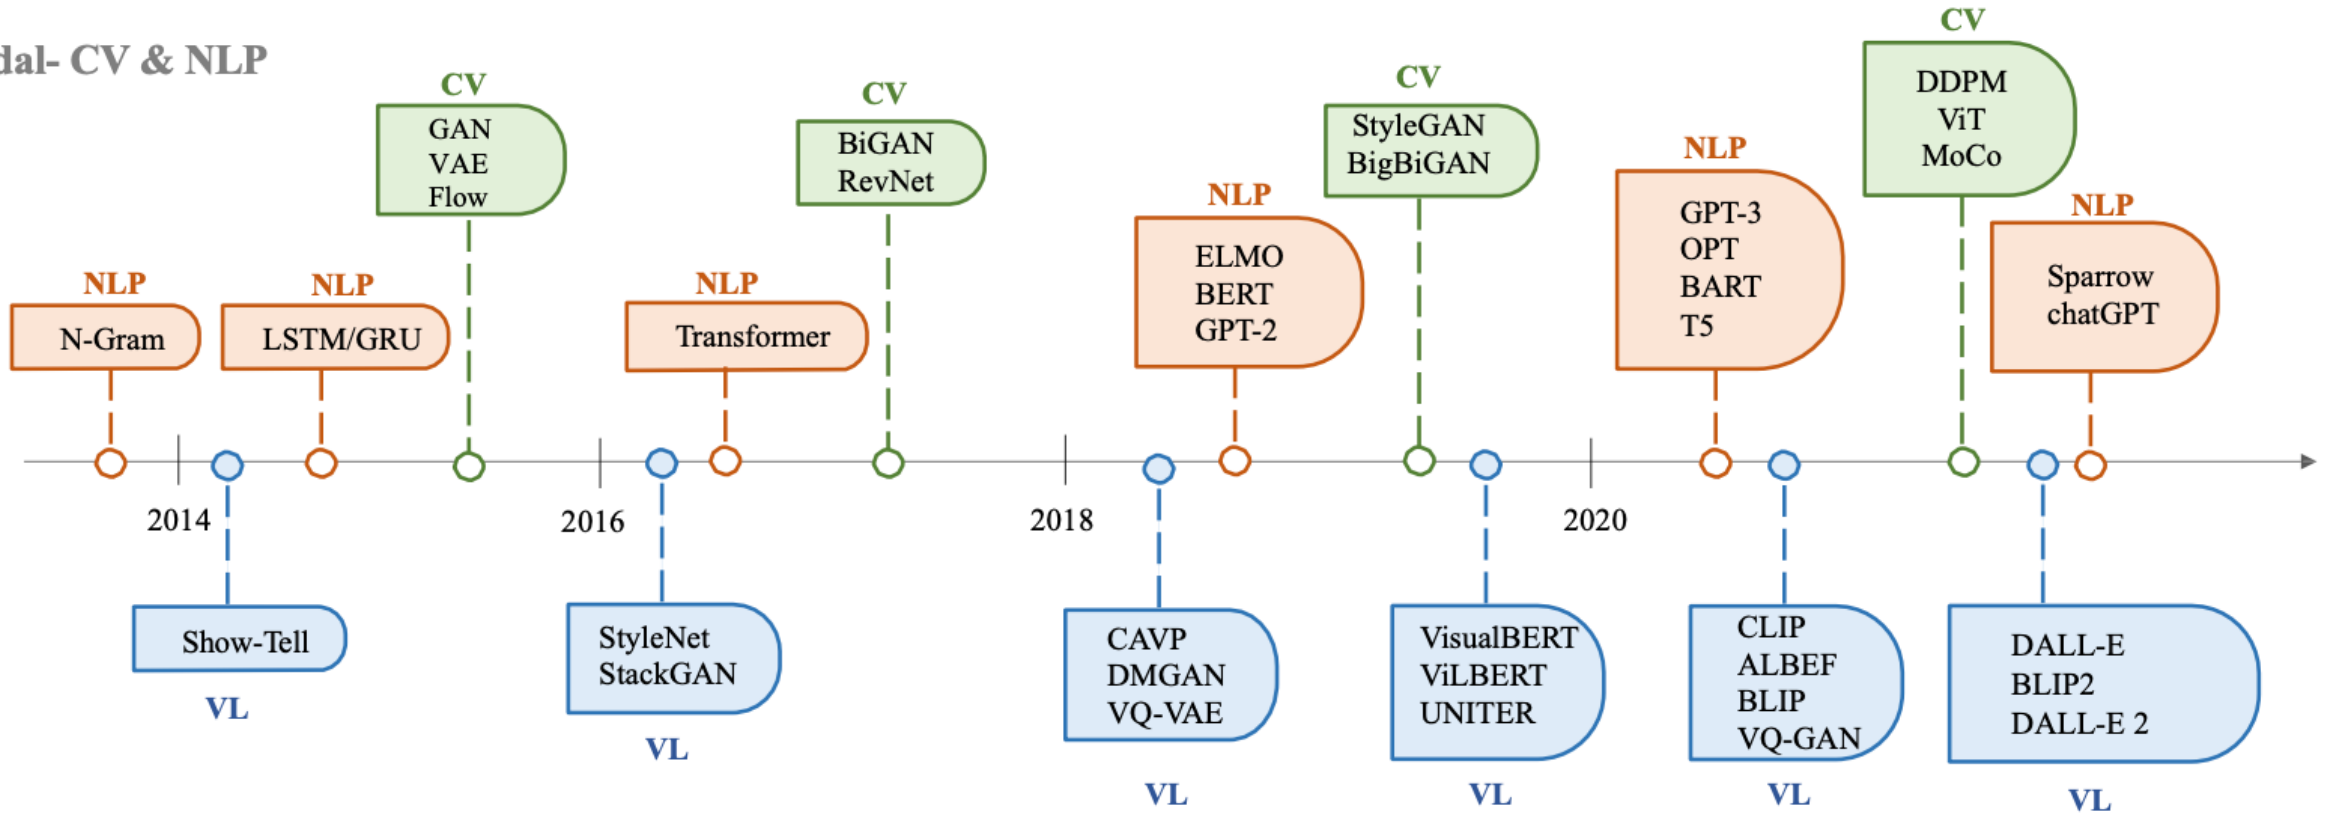 dal- CV & NLP
CV
GAN
VAE
Flow
CV
BiGAN
RevNet
CV
StyleGAN
BigBiGAN
CV
DDPM
ViT
MoCo
NLP
N-Gram
NLP
LSTM/GRU
NLP
Transformer
NLP
ELMO
BERT
GPT-2
NLP
GPT-3
OPT
BART
T5
NLP
Sparrow
chatGPT
2014
2016
2018
2020
Show-Tell
VL
StyleNet
StackGAN
VL
CAVP
DMGAN
VQ-VAE
VL
VisualBERT
ViLBERT
UNITER
VL
CLIP
ALBEF
BLIP
VQ-GAN
VL
DALL-E
BLIP2
DALL-E 2
VL